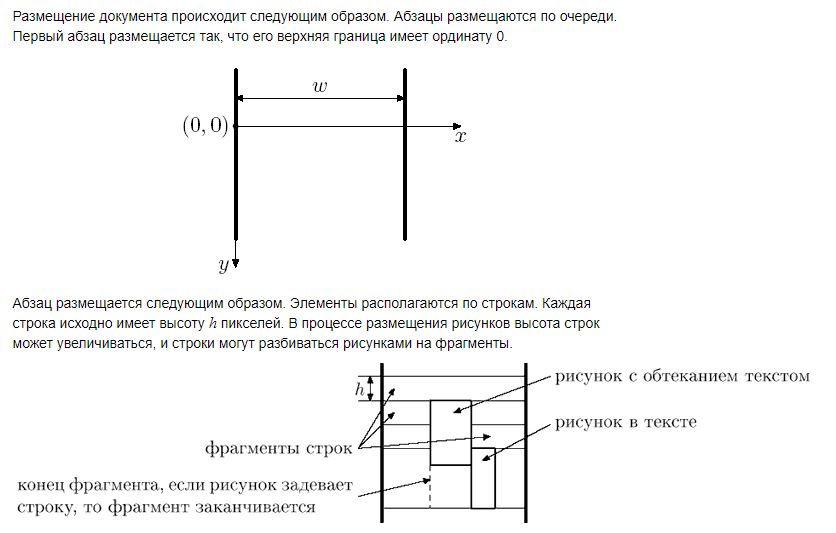 Размещение документа происходит следующим образом. Абзацы размещаются по очереди.
Первый абзац размещается так, что его верхняя граница имеет ординату 0.
w
(0, 0)
x
y
Абзац размещается следующим образом. Элементы располагаются по строкам. Каждая
строка исходно имеет высоту h пикселей. В процессе размещения рисунков высота строк
может увеличиваться, и строки могут разбиваться рисунками на фрагменты.
рисунок с обтеканием текстом
h
рисунок в тексте
фрагменты строк
конец фрагмента, если рисунок задевает
строку, то фрагмент заканчивается